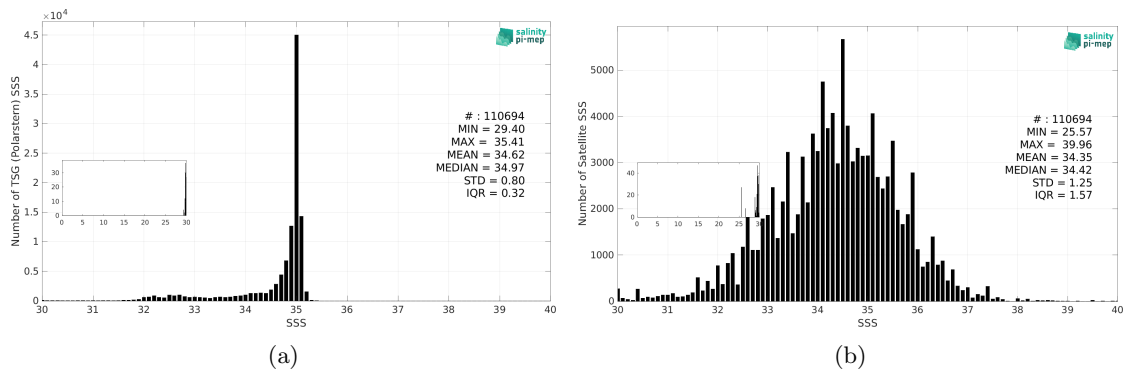 ×10⁴
4.5
4
3.5
3
2.5
2
1.5
1
0.5
0
Number of TSG (Polarstern) SSS
salinity
pi-mep
# : 110694
MIN = 29.40
MAX = 35.41
MEAN = 34.62
MEDIAN = 34.97
STD = 0.80
IQR = 0.32
30
20
10
0
0 5 10 15 20 25 30
30 31 32 33 34 35 36 37 38 39 40
SSS
(a)
5000
4000
3000
2000
1000
0
Number of Satellite SSS
salinity
pi-mep
# : 110694
MIN = 25.57
MAX = 39.96
MEAN = 34.35
MEDIAN = 34.42
STD = 1.25
IQR = 1.57
40
20
0
0 5 10 15 20 25 30
30 31 32 33 34 35 36 37 38 39 40
SSS
(b)